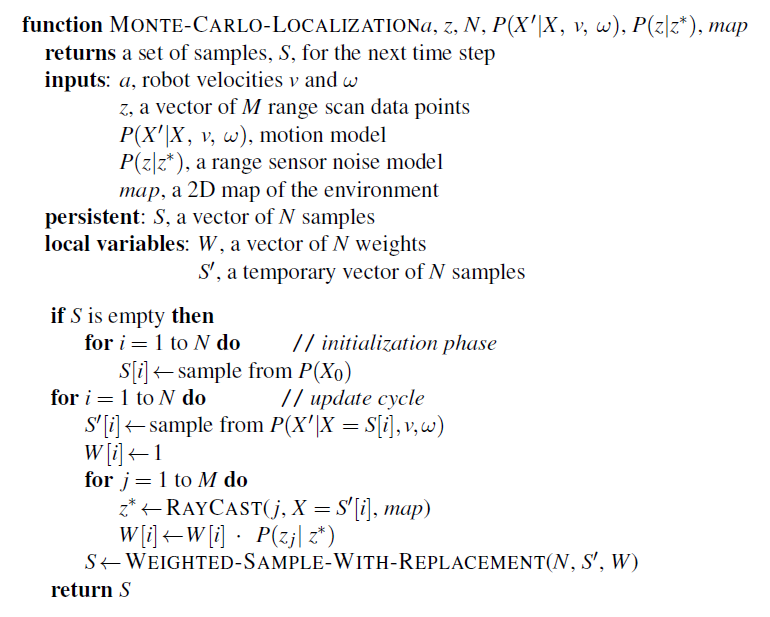 function MONTE-CARLO-LOCALIZATIONa, z, N, P(X′|X, v, ω), P(z|z*), map
returns a set of samples, S, for the next time step
inputs: a, robot velocities v and ω
z, a vector of M range scan data points
P(X′|X, v, ω), motion model
P(z|z*), a range sensor noise model
map, a 2D map of the environment
persistent: S, a vector of N samples
local variables: W, a vector of N weights
S′, a temporary vector of N samples
if S is empty then
for i = 1 to N do // initialization phase
S[i] ← sample from P(X₀)
for i = 1 to N do // update cycle
S′[i] ← sample from P(X′|X = S[i], v, ω)
W[i] ← 1
for j = 1 to M do
z* ← RAYCAST(j, X = S′[i], map)
W[i] ← W[i] · P(zⱼ| z*)
S ← WEIGHTED-SAMPLE-WITH-REPLACEMENT(N, S′, W)
return S